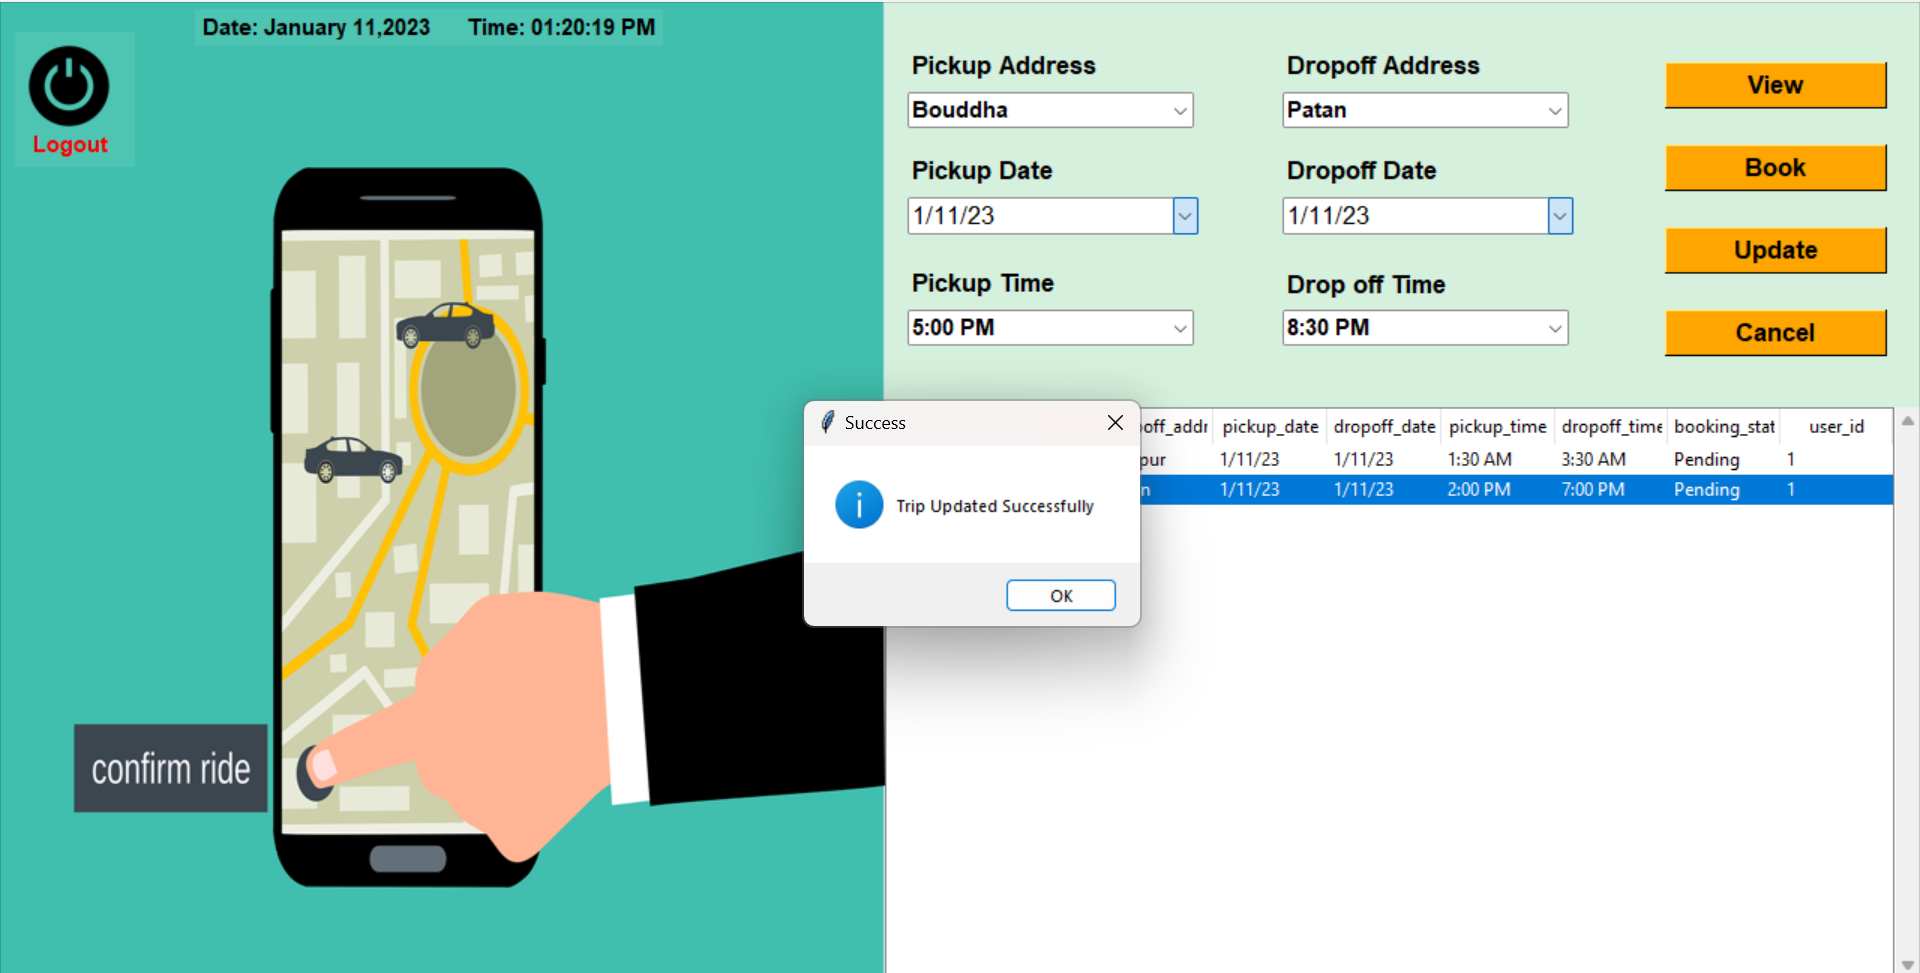 Date: January 11,2023 Time: 01:20:19 PM
Logout
confirm ride
Pickup Address Dropoff Address
Bouddha Patan
Pickup Date Dropoff Date
1/11/23 1/11/23
Pickup Time Drop off Time
5:00 PM 8:30 PM
View
Book
Update
Cancel
Success
Trip Updated Successfully
OK
pickup_date dropoff_date pickup_time dropoff_time booking_stat user_id
1/11/23 1/11/23 1:30 AM 3:30 AM Pending 1
1/11/23 1/11/23 2:00 PM 7:00 PM Pending 1